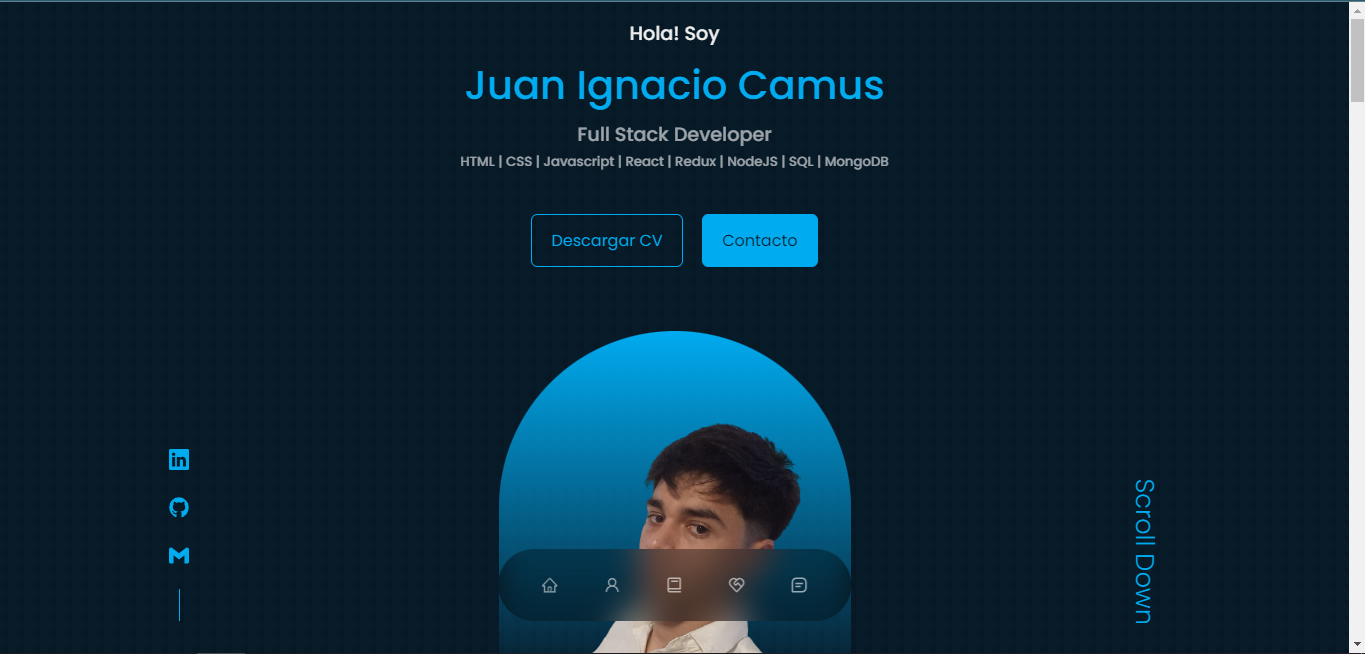 Hola! Soy
Juan Ignacio Camus
Full Stack Developer
HTML | CSS | Javascript | React | Redux | NodeJS | SQL | MongoDB
Descargar CV
Contacto
Scroll Down